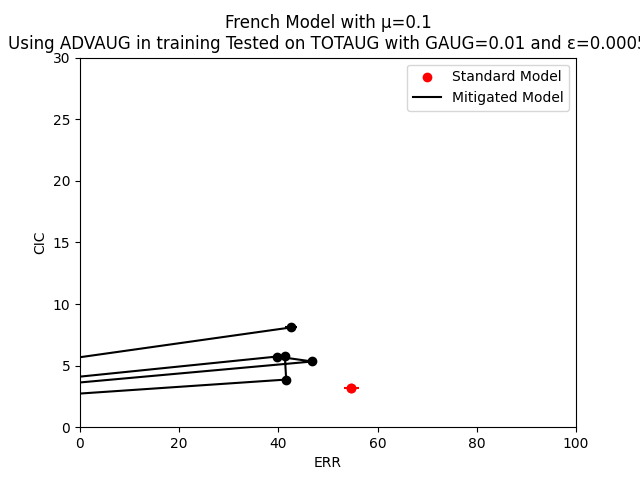 French Model with μ=0.1
Using ADVAUG in training Tested on TOTAUG with GAUG=0.01 and ε=0.0005
30
25
20
15
10
5
0
CIC
Standard Model
Mitigated Model
0 20 40 60 80 100
ERR